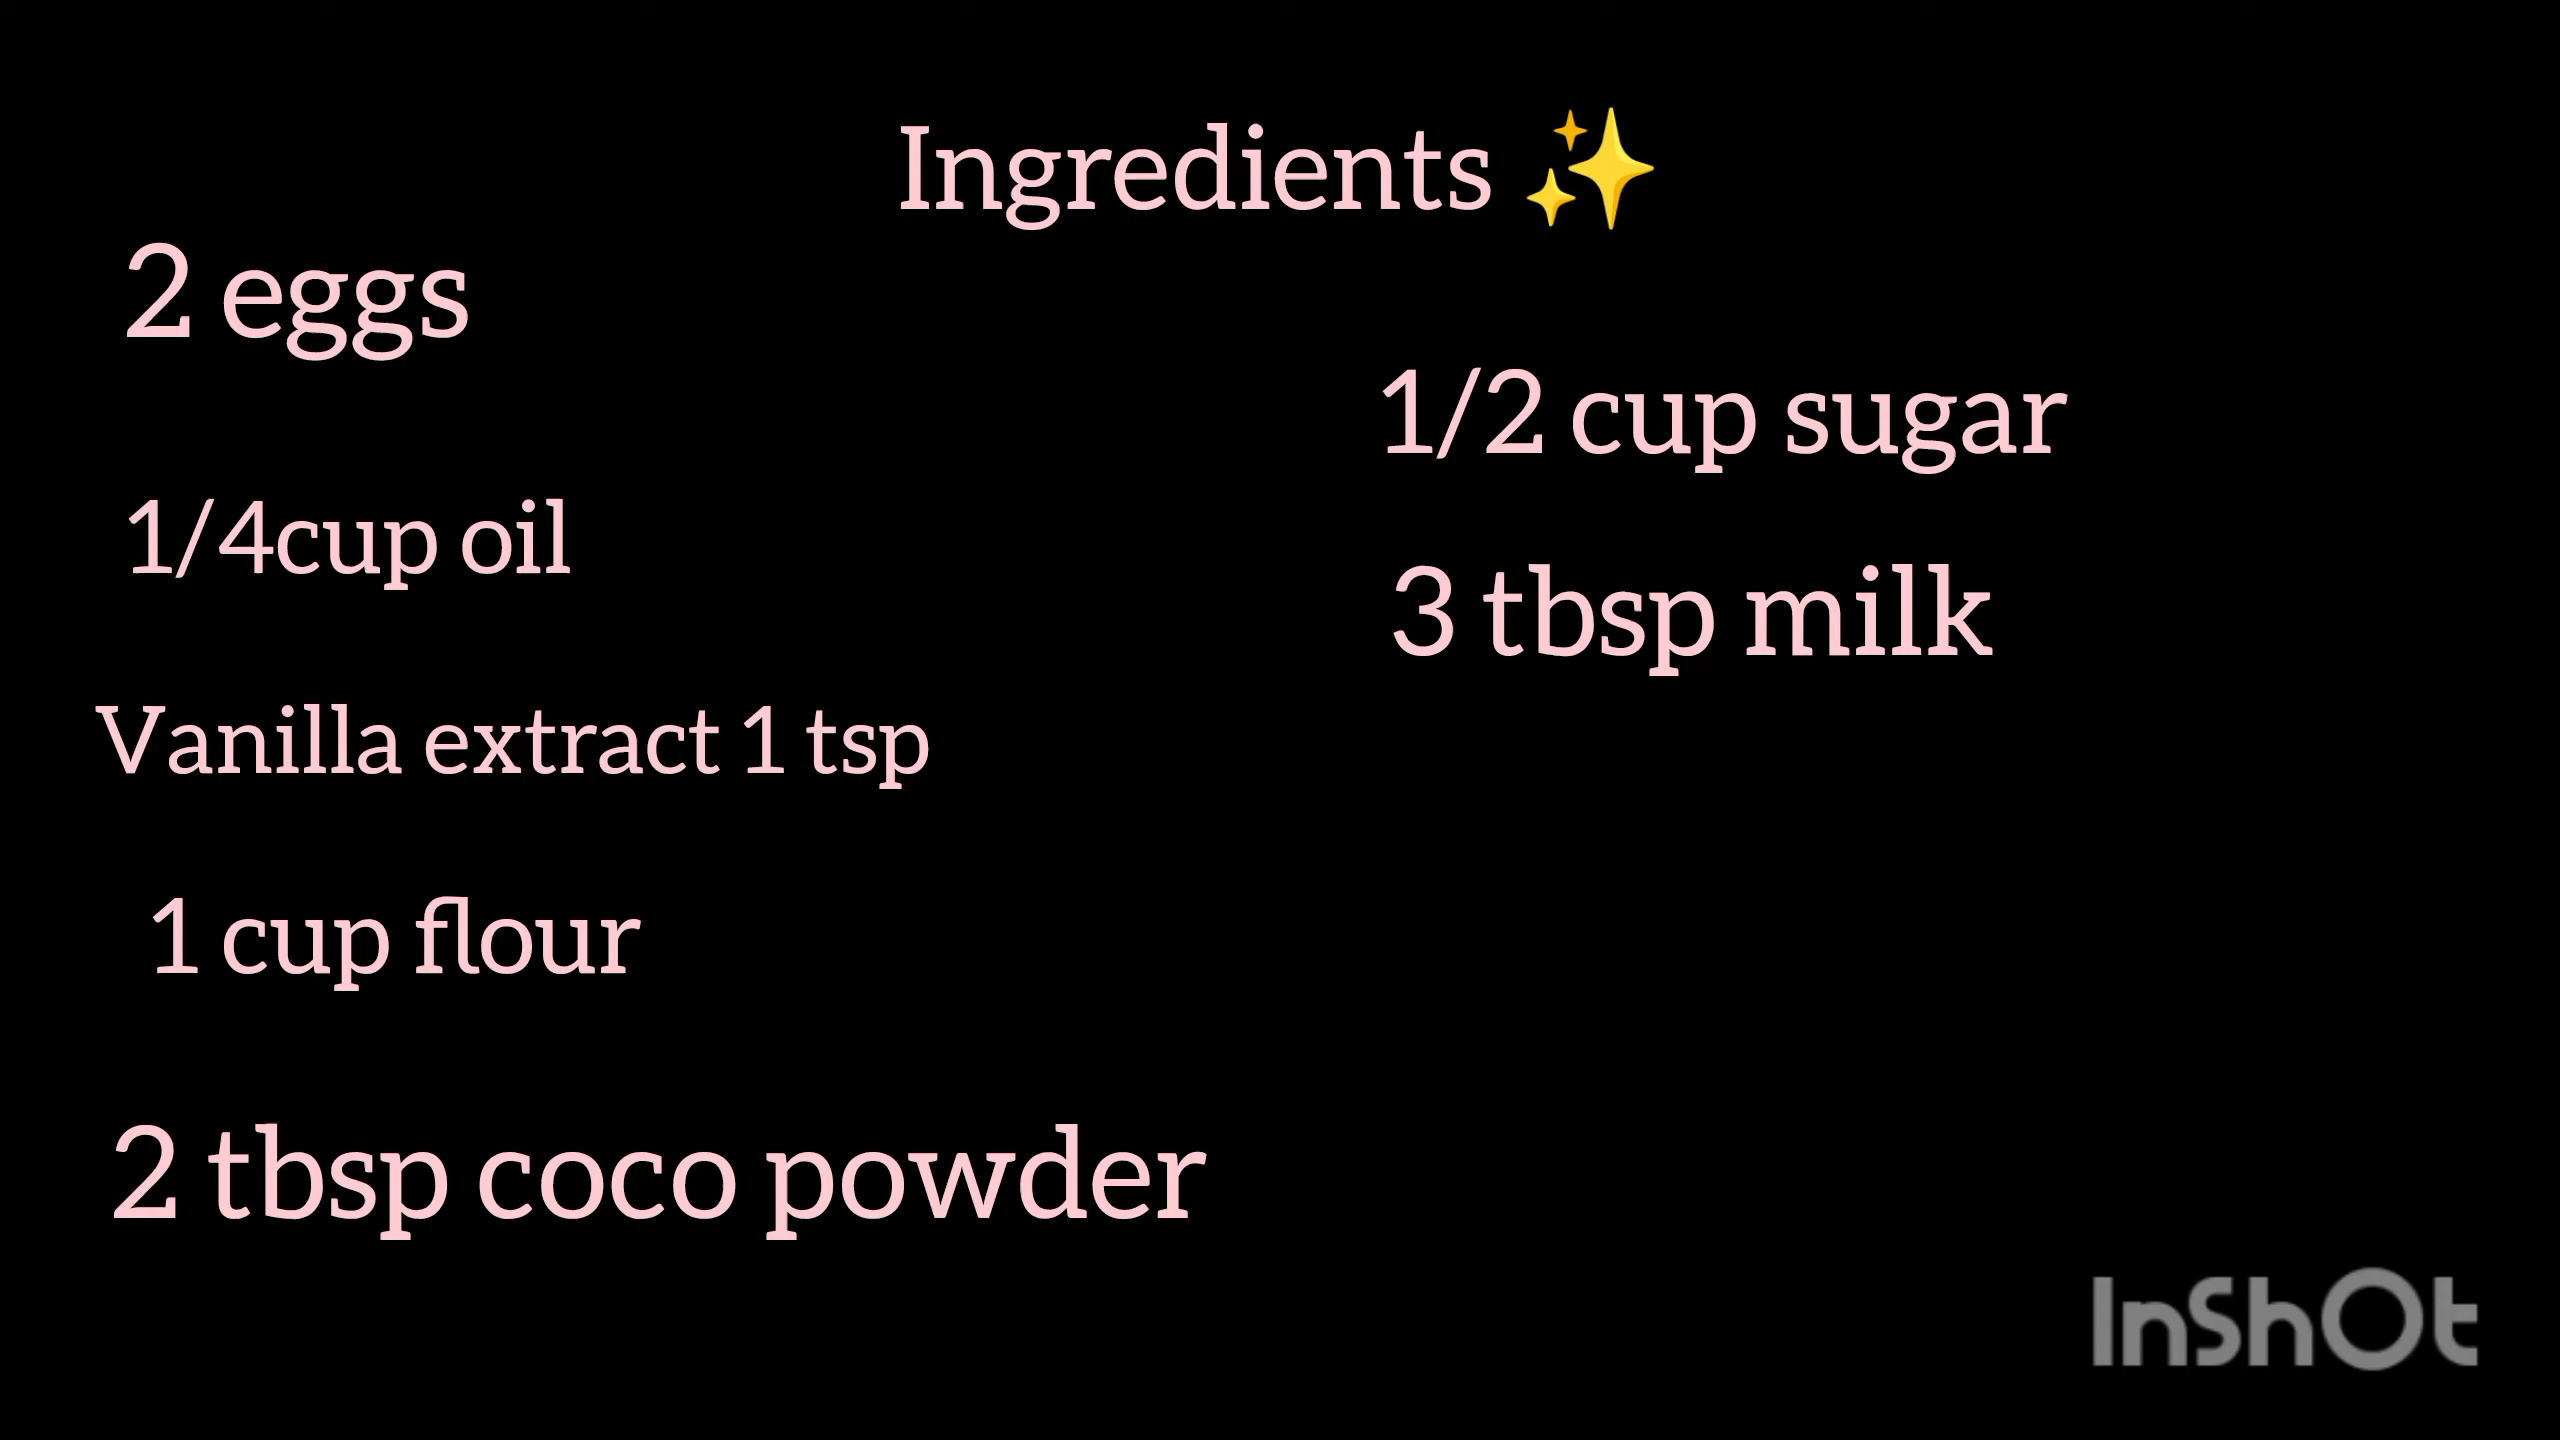 Ingredients ✨
2 eggs
1/4cup oil
Vanilla extract 1 tsp
1 cup flour
2 tbsp coco powder
1/2 cup sugar
3 tbsp milk
InShOt